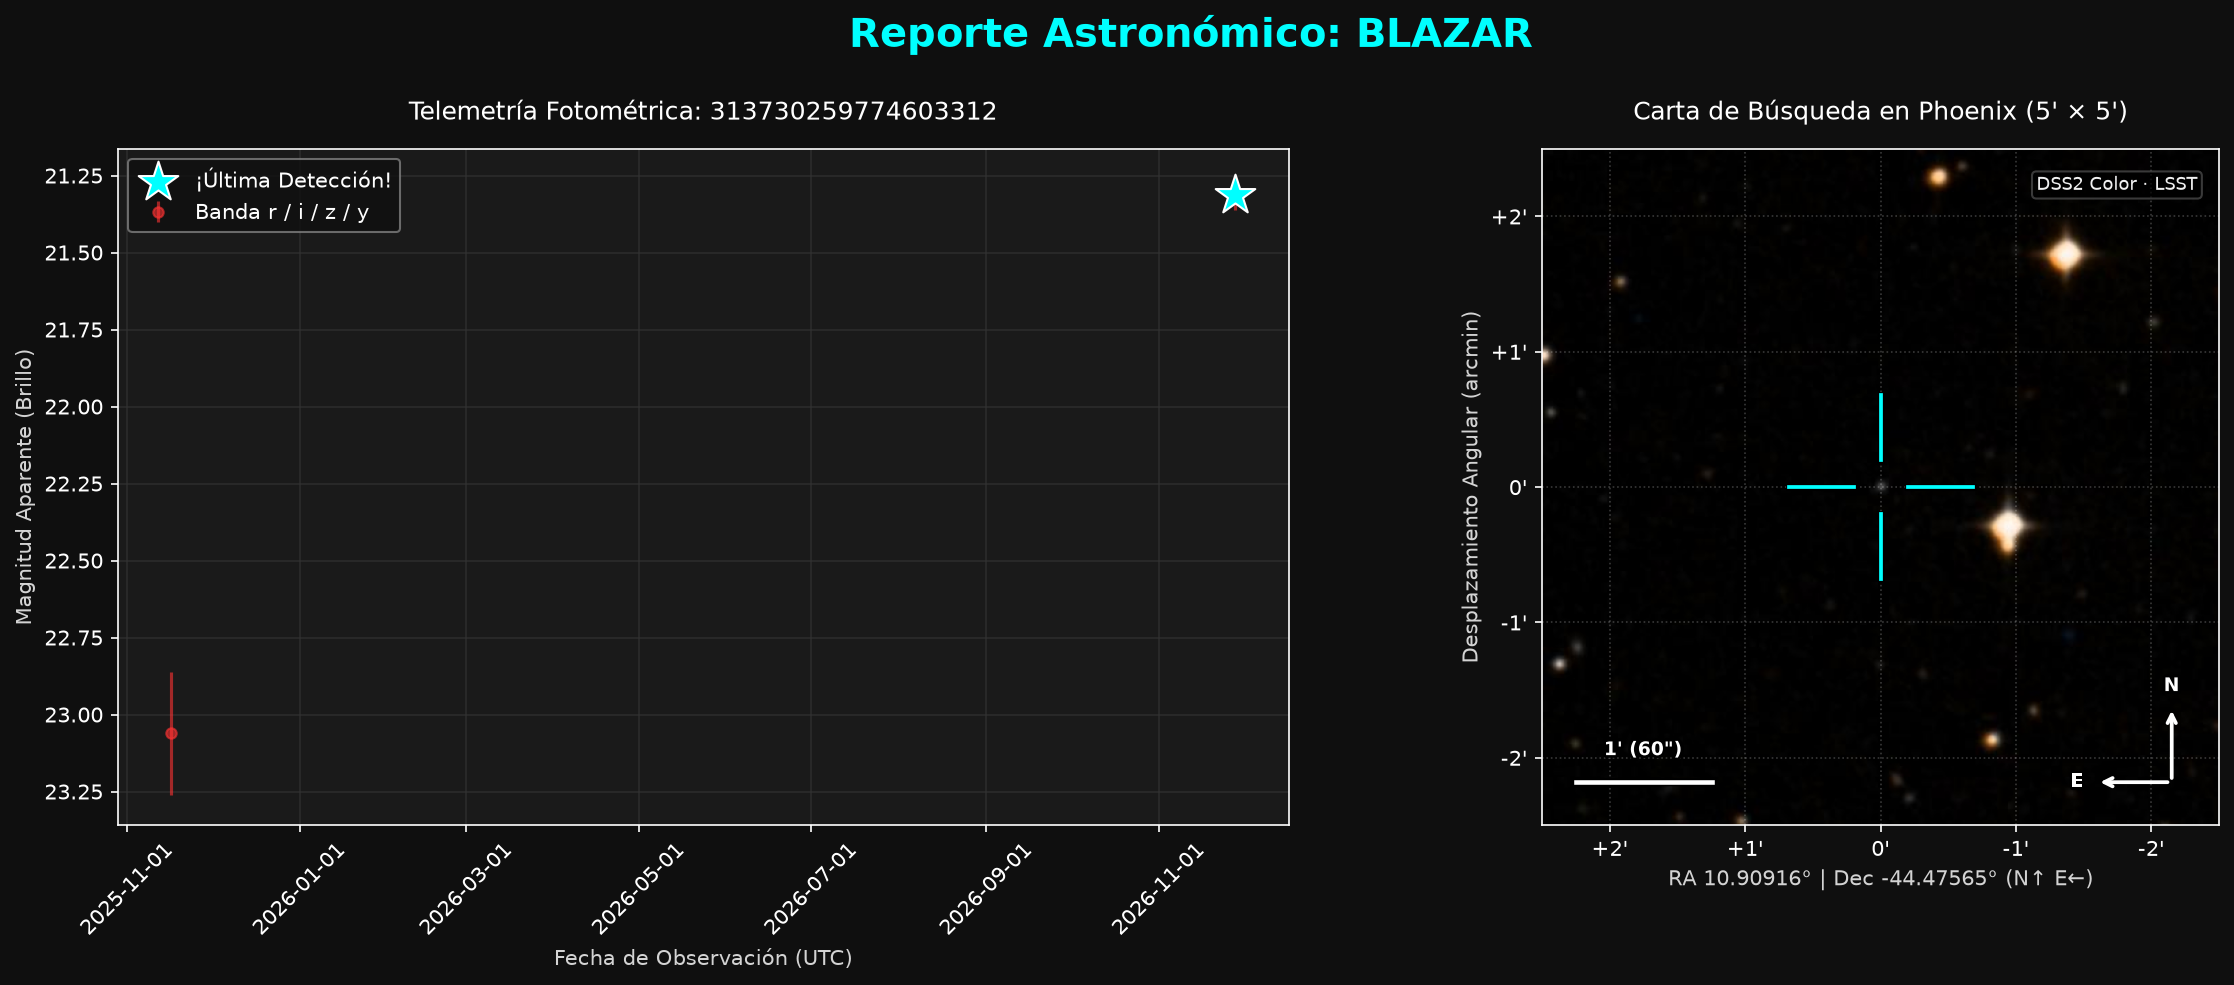 Reporte Astronómico: BLAZAR
Telemetría Fotométrica: 313730259774603312
¡Última Detección!
Banda r / i / z / y
Magnitud Aparente (Brillo)
21.25
21.50
21.75
22.00
22.25
22.50
22.75
23.00
23.25
2025-11-01
2026-01-01
2026-03-01
2026-05-01
2026-07-01
2026-09-01
2026-11-01
Fecha de Observación (UTC)
Carta de Búsqueda en Phoenix (5' × 5')
DSS2 Color · LSST
Desplazamiento Angular (arcmin)
+2'
+1'
0'
-1'
-2'
N
E
1' (60")
+2'
+1'
0'
-1'
-2'
RA 10.90916° | Dec -44.47565° (N↑ E←)